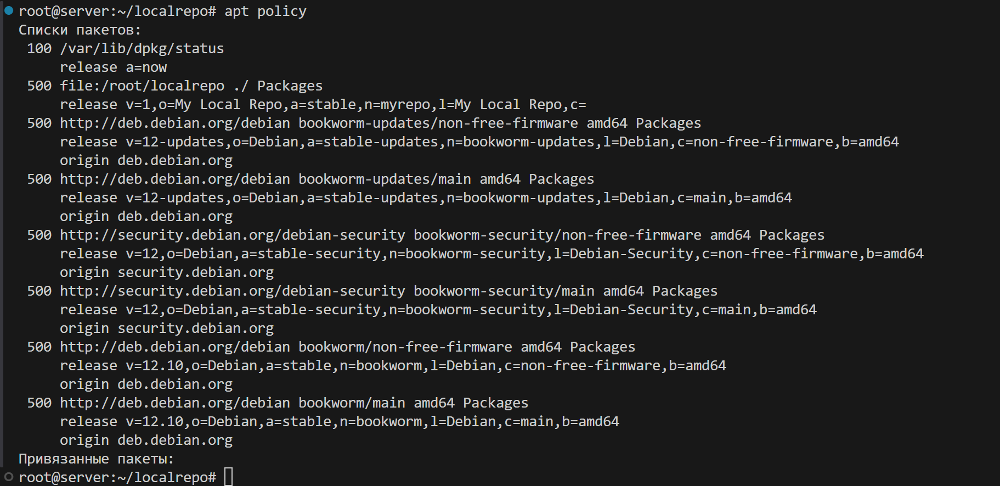 root@server:~/localrepo# apt policy
Списки пакетов:
 100 /var/lib/dpkg/status
     release a=now
 500 file:/root/localrepo ./ Packages
     release v=1,o=My Local Repo,a=stable,n=myrepo,l=My Local Repo,c=
 500 http://deb.debian.org/debian bookworm-updates/non-free-firmware amd64 Packages
     release v=12-updates,o=Debian,a=stable-updates,n=bookworm-updates,l=Debian,c=non-free-firmware,b=amd64
     origin deb.debian.org
 500 http://deb.debian.org/debian bookworm-updates/main amd64 Packages
     release v=12-updates,o=Debian,a=stable-updates,n=bookworm-updates,l=Debian,c=main,b=amd64
     origin deb.debian.org
 500 http://security.debian.org/debian-security bookworm-security/non-free-firmware amd64 Packages
     release v=12,o=Debian,a=stable-security,n=bookworm-security,l=Debian-Security,c=non-free-firmware,b=amd64
     origin security.debian.org
 500 http://security.debian.org/debian-security bookworm-security/main amd64 Packages
     release v=12,o=Debian,a=stable-security,n=bookworm-security,l=Debian-Security,c=main,b=amd64
     origin security.debian.org
 500 http://deb.debian.org/debian bookworm/non-free-firmware amd64 Packages
     release v=12.10,o=Debian,a=stable,n=bookworm,l=Debian,c=non-free-firmware,b=amd64
     origin deb.debian.org
 500 http://deb.debian.org/debian bookworm/main amd64 Packages
     release v=12.10,o=Debian,a=stable,n=bookworm,l=Debian,c=main,b=amd64
     origin deb.debian.org
Привязанные пакеты:
root@server:~/localrepo#